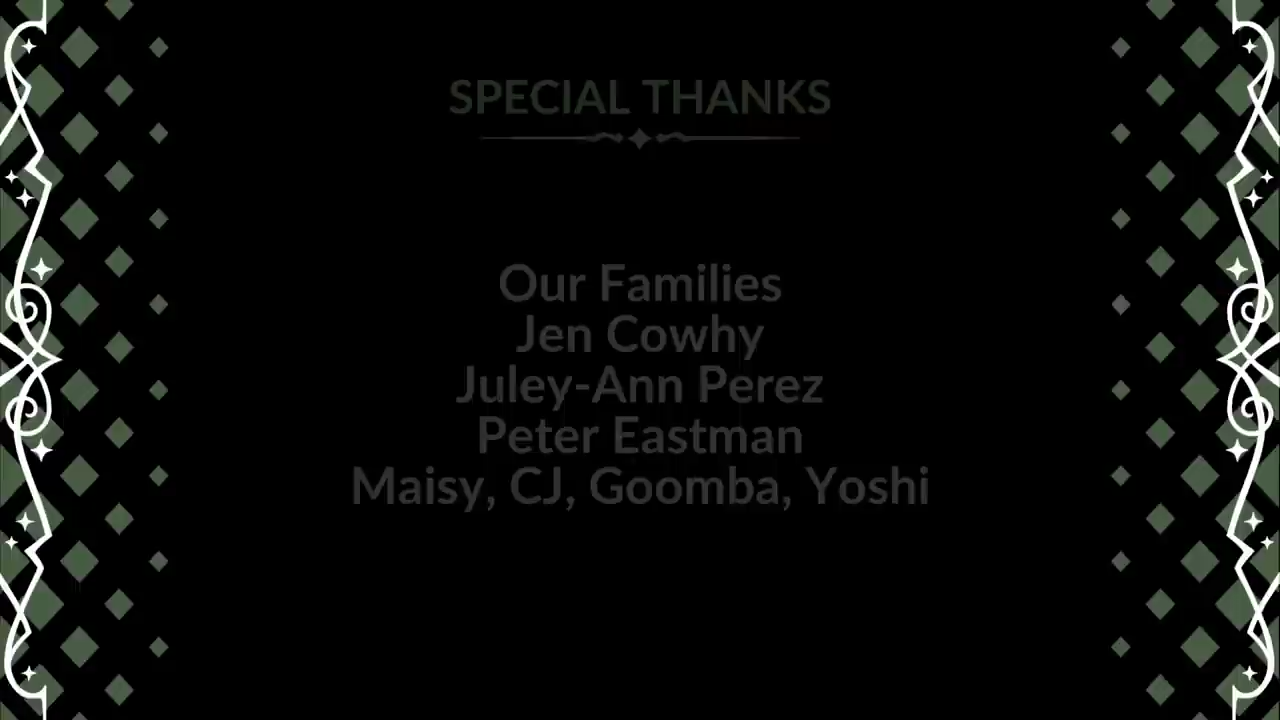 SPECIAL THANKS
Our Families
Jen Cowhy
Juley-Ann Perez
Peter Eastman
Maisy, CJ, Goomba, Yoshi